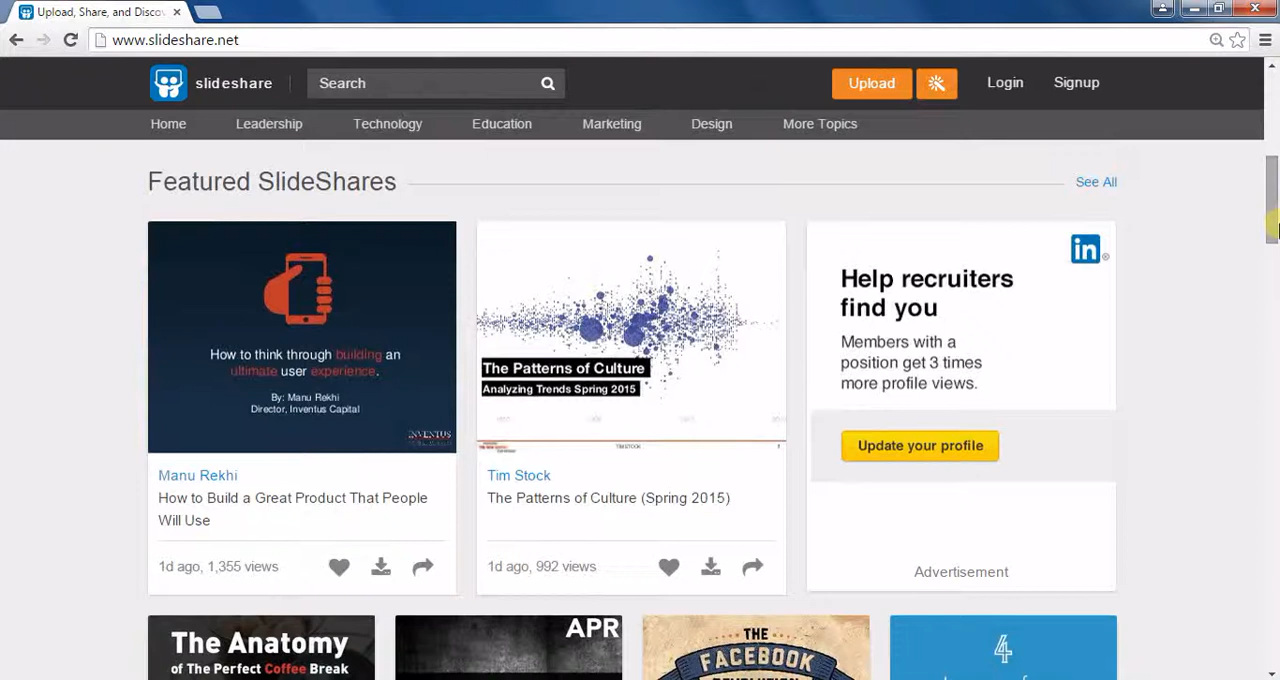 Upload, Share, and Disco
www.slideshare.net
slideshare
Search
Upload
Login
Signup
Home
Leadership
Technology
Education
Marketing
Design
More Topics
Featured SlideShares
See All
How to think through building an
ultimate user experience.
By: Manu Rekhi
Director, Inventus Capital
INVENTUS
The Patterns of Culture
Analyzing Trends Spring 2015
TIM STOCK
in
Help recruiters
find you
Members with a
position get 3 times
more profile views.
Update your profile
Advertisement
Manu Rekhi
How to Build a Great Product That People
Will Use
1d ago, 1,355 views
Tim Stock
The Patterns of Culture (Spring 2015)
1d ago, 992 views
The Anatomy
of The Perfect Coffee Break
APR
THE
FACEBOOK
4